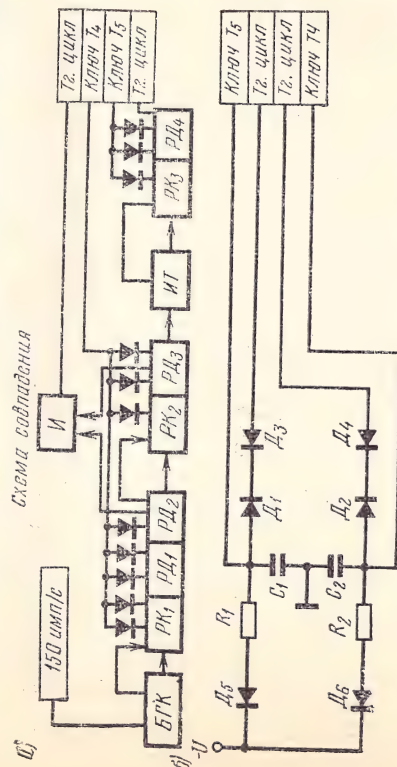 Схема совпадения
а)
150 имп/с
И
БГК
РК1
РД1
РД2
РК2
РД3
ИТ
РК3
РД4
Тг. цикл
Ключ Т4
Ключ Т5
Тг. цикл
б)
-U
Д5
R1
C1
Д1
Д3
Д6
R2
C2
Д2
Д4
Ключ Т5
Тг. цикл
Тг. цикл
Ключ Т4